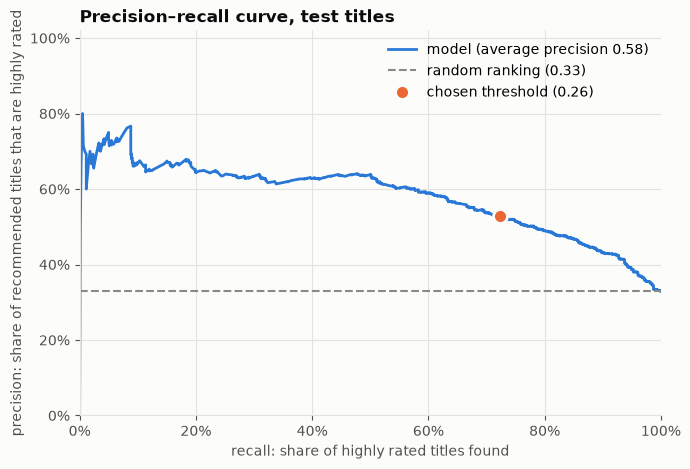 Precision–recall curve, test titles
precision: share of recommended titles that are highly rated
100%
80%
60%
40%
20%
0%
model (average precision 0.58)
random ranking (0.33)
chosen threshold (0.26)
0%
20%
40%
60%
80%
100%
recall: share of highly rated titles found